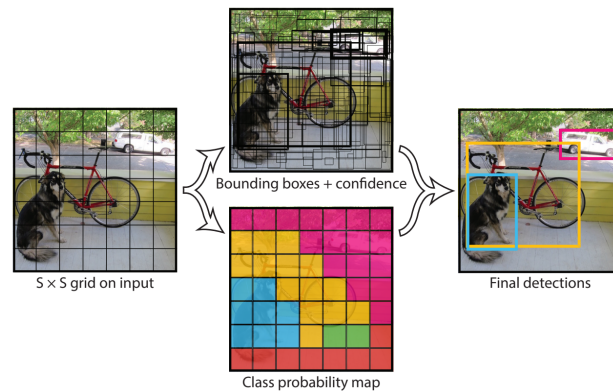 Bounding boxes + confidence
S × S grid on input
Final detections
Class probability map